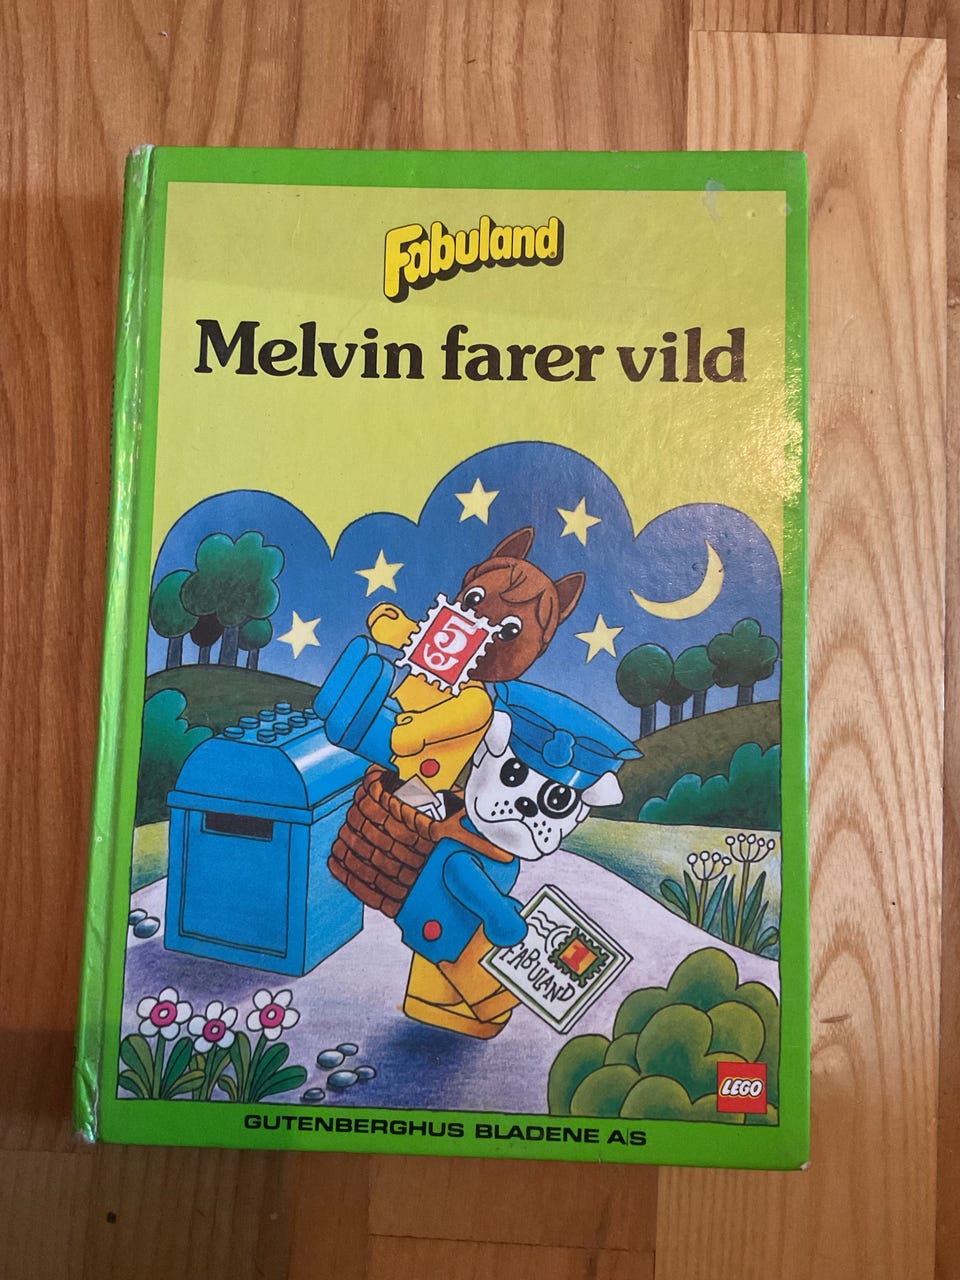 Fabuland
Melvin farer vild
5
1
FABULAND
LEGO
GUTENBERGHUS BLADENE A/S